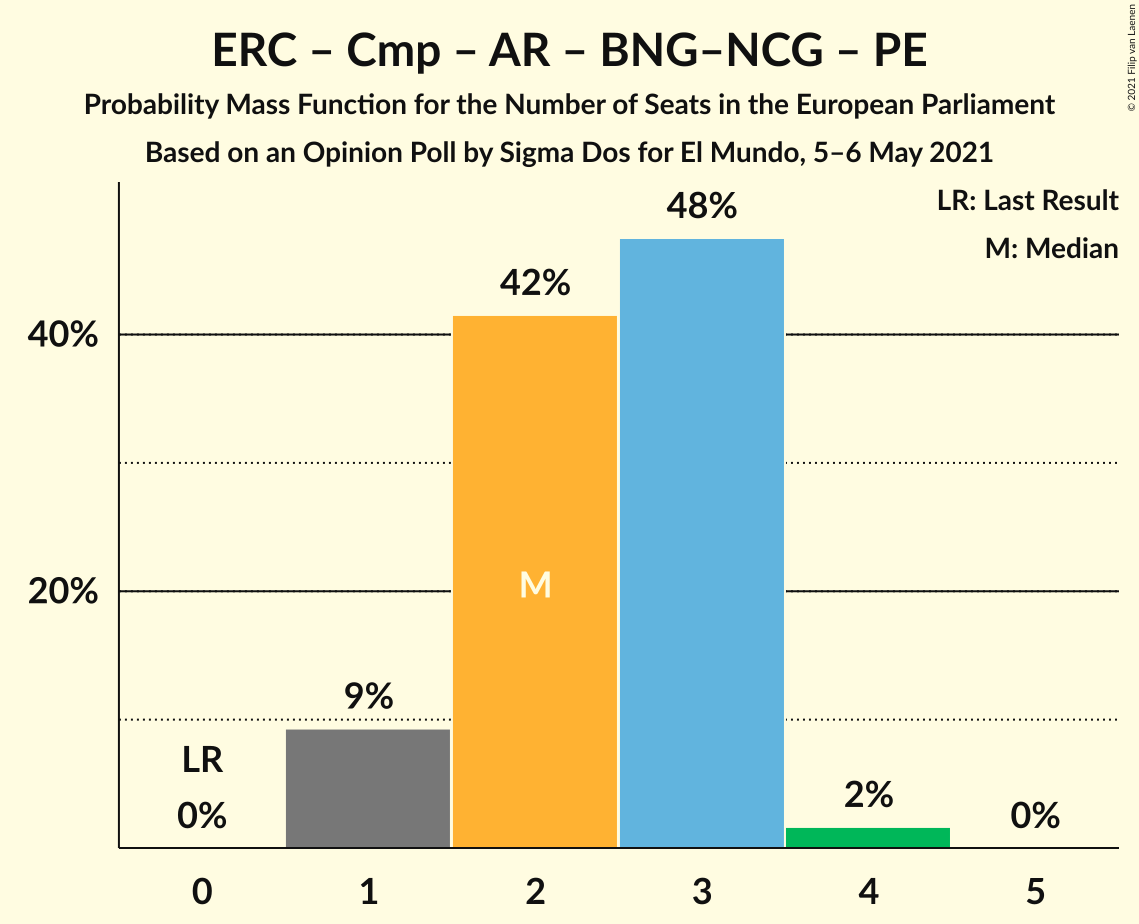 ERC – Cmp – AR – BNG–NCG – PE
Probability Mass Function for the Number of Seats in the European Parliament
Based on an Opinion Poll by Sigma Dos for El Mundo, 5–6 May 2021
© 2021 Filip van Laenen
LR: Last Result
M: Median
48%
42%
40%
M
20%
9%
LR
0%
2%
0%
0 1 2 3 4 5